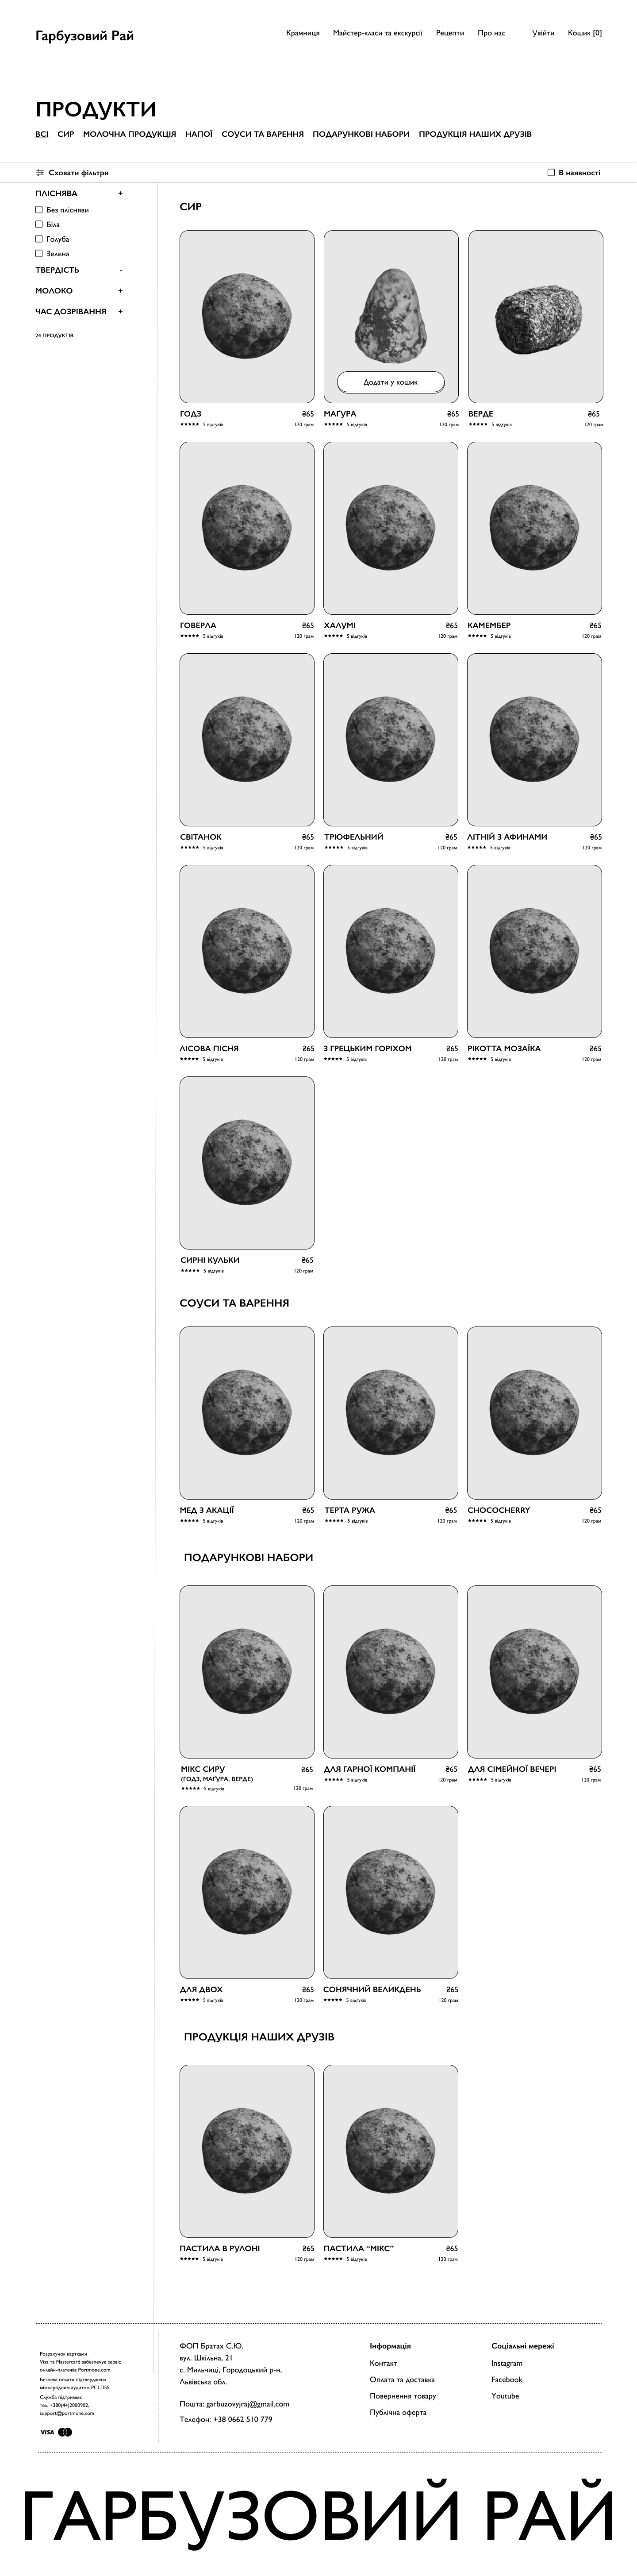 Гарбузовий Рай
Крамниця Майстер-класи та екскурсії Рецепти Про нас Увійти Кошик [0]
ПРОДУКТИ
ВСІ СИР МОЛОЧНА ПРОДУКЦІЯ НАПОЇ СОУСИ ТА ВАРЕННЯ ПОДАРУНКОВІ НАБОРИ ПРОДУКЦІЯ НАШИХ ДРУЗІВ
Сховати фільтри В наявності
ПЛІСНЯВА +
Без плісняви
Біла
Голуба
Зелена
ТВЕРДІСТЬ -
МОЛОКО +
ЧАС ДОЗРІВАННЯ +
24 ПРОДУКТІВ
СИР
Додати у кошик
ГОДЗ ₴65 МАҐУРА ₴65 ВЕРДЕ ₴65
★★★★★ 5 відгуків 120 грам ★★★★★ 5 відгуків 120 грам ★★★★★ 5 відгуків 120 грам
ГОВЕРЛА ₴65 ХАЛУМІ ₴65 КАМЕМБЕР ₴65
★★★★★ 5 відгуків 120 грам ★★★★★ 5 відгуків 120 грам ★★★★★ 5 відгуків 120 грам
СВІТАНОК ₴65 ТРЮФЕЛЬНИЙ ₴65 ЛІТНІЙ З АФИНАМИ ₴65
★★★★★ 5 відгуків 120 грам ★★★★★ 5 відгуків 120 грам ★★★★★ 5 відгуків 120 грам
ЛІСОВА ПІСНЯ ₴65 З ГРЕЦЬКИМ ГОРІХОМ ₴65 РІКОТТА МОЗАЇКА ₴65
★★★★★ 5 відгуків 120 грам ★★★★★ 5 відгуків 120 грам ★★★★★ 5 відгуків 120 грам
СИРНІ КУЛЬКИ ₴65
★★★★★ 5 відгуків 120 грам
СОУСИ ТА ВАРЕННЯ
МЕД З АКАЦІЇ ₴65 ТЕРТА РУЖА ₴65 CHOCOCHERRY ₴65
★★★★★ 5 відгуків 120 грам ★★★★★ 5 відгуків 120 грам ★★★★★ 5 відгуків 120 грам
ПОДАРУНКОВІ НАБОРИ
МІКС СИРУ ₴65 ДЛЯ ГАРНОЇ КОМПАНІЇ ₴65 ДЛЯ СІМЕЙНОЇ ВЕЧЕРІ ₴65
(ГОДЗ, МАҐУРА, ВЕРДЕ) ★★★★★ 5 відгуків 120 грам ★★★★★ 5 відгуків 120 грам
★★★★★ 5 відгуків 120 грам
ДЛЯ ДВОХ ₴65 СОНЯЧНИЙ ВЕЛИКДЕНЬ ₴65
★★★★★ 5 відгуків 120 грам ★★★★★ 5 відгуків 120 грам
ПРОДУКЦІЯ НАШИХ ДРУЗІВ
ПАСТИЛА В РУЛОНІ ₴65 ПАСТИЛА “МІКС” ₴65
★★★★★ 5 відгуків 120 грам ★★★★★ 5 відгуків 120 грам
Розрахунок картками
Visa та Mastercard забезпечує сервіс
онлайн-платежів Portmone.com.
Безпека оплати підтверджена
міжнародним аудитом PCI DSS.
Служба підтримки:
тел. +380(44)2000902,
support@portmone.com
VISA
ФОП Братах С.Ю.
вул. Шкільна, 21
с. Мильчиці, Городоцький р-н,
Львівська обл.
Пошта: garbuzovyjraj@gmail.com
Телефон: +38 0662 510 779
Інформація
Контакт
Оплата та доставка
Повернення товару
Публічна оферта
Соціальні мережі
Instagram
Facebook
Youtube
ГАРБУЗОВИЙ РАЙ